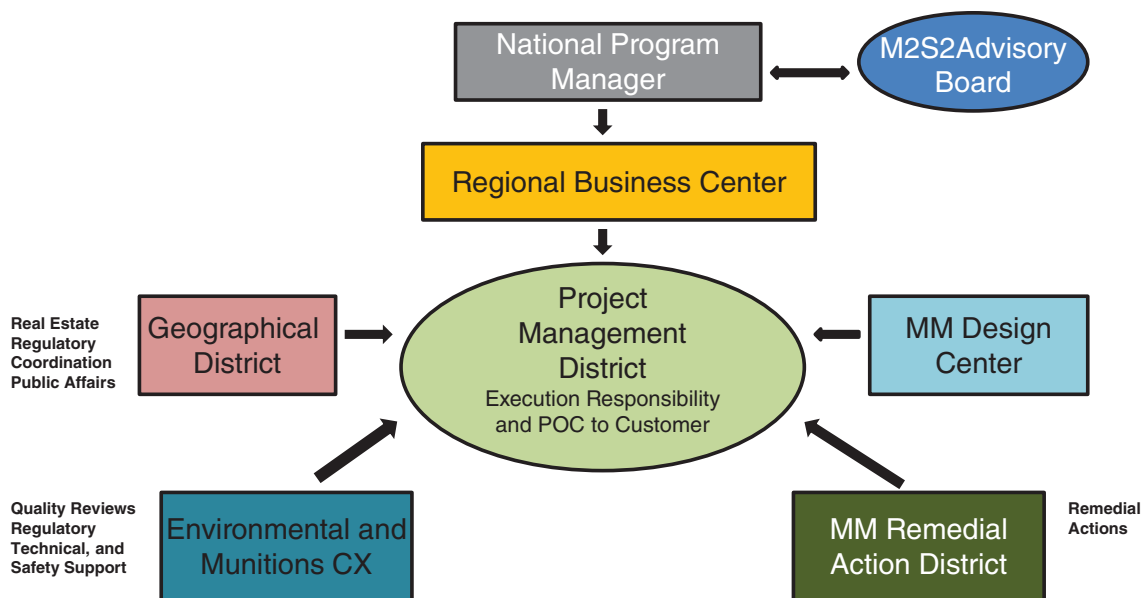 National Program
Manager
M2S2Advisory
Board
Regional Business Center
Project
Management
District
Execution Responsibility
and POC to Customer
Real Estate
Regulatory
Coordination
Public Affairs
Geographical
District
MM Design
Center
Quality Reviews
Regulatory
Technical, and
Safety Support
Environmental and
Munitions CX
MM Remedial
Action District
Remedial
Actions